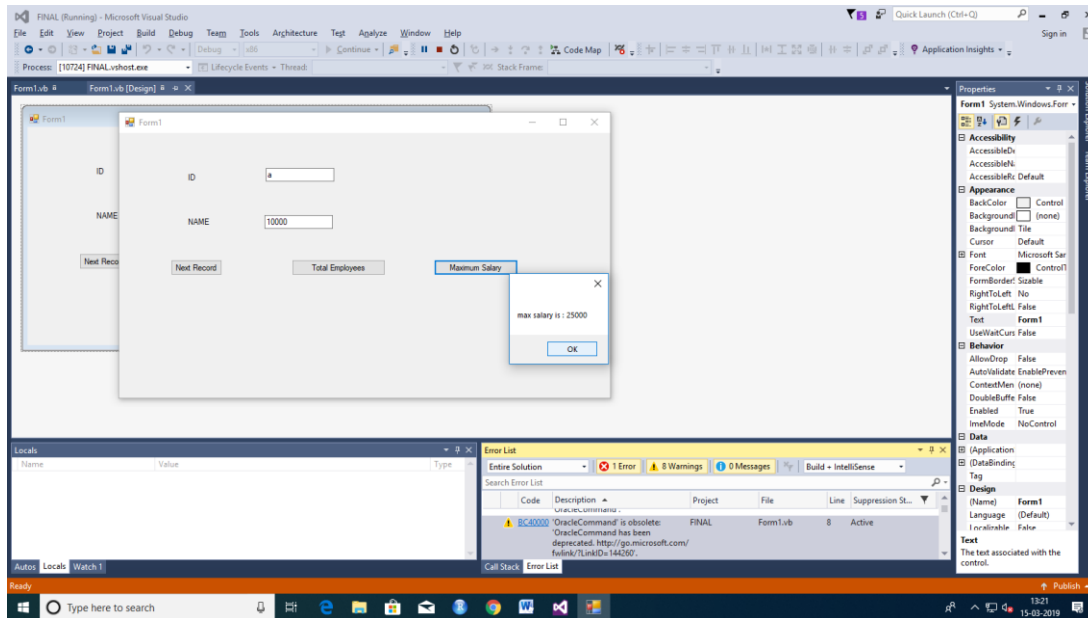 FINAL (Running) - Microsoft Visual Studio
Quick Launch (Ctrl+Q)
File Edit View Project Build Debug Team Tools Architecture Test Analyze Window Help
Sign in
Debug x86 Continue Code Map Application Insights
Process: [10724] FINAL.vshost.exe Lifecycle Events Thread: Stack Frame:
Form1.vb Form1.vb [Design]
Form1
ID
NAME
Next Reco
Form1
ID a
NAME 10000
Next Record Total Employees Maximum Salary
max salary is : 25000
OK
Properties
Form1 System.Windows.Forr
Accessibility
AccessibleDe
AccessibleNa
AccessibleRc Default
Appearance
BackColor Control
Background (none)
Background Tile
Cursor Default
Font Microsoft San
ForeColor ControlT
FormBorder Sizable
RightToLeft No
RightToLeftL False
Text Form1
UseWaitCurs False
Behavior
AllowDrop False
AutoValidate EnablePreven
ContextMen (none)
DoubleBuffe False
Enabled True
ImeMode NoControl
Data
(Application
(DataBinding
Tag
Design
(Name) Form1
Language (Default)
Localizable False
Text
The text associated with the
control.
Locals
Name Value Type
Autos Locals Watch 1
Error List
Entire Solution 1 Error 8 Warnings 0 Messages Build + IntelliSense
Search Error List
Code Description Project File Line Suppression St...
OracleCommand'.
BC40000 'OracleCommand' is obsolete: FINAL Form1.vb 8 Active
'OracleCommand has been
deprecated. http://go.microsoft.com/
fwlink/?LinkID=144260'.
Call Stack Error List
Ready
Publish
Type here to search
13:21
15-03-2019